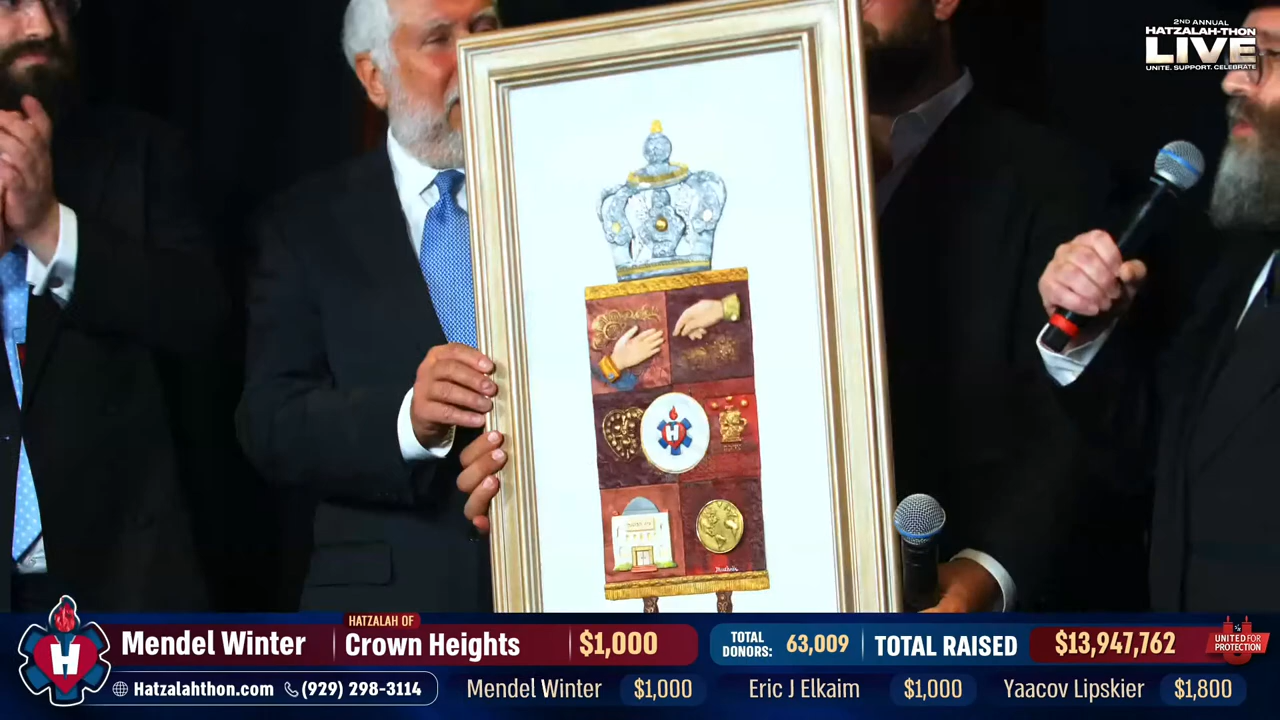 2ND ANNUAL
HATZALAH-THON
LIVE
UNITE. SUPPORT. CELEBRATE
H
Mendel Winter
HATZALAH OF
Crown Heights
$1,000
TOTAL DONORS:
63,009
TOTAL RAISED
$13,947,762
UNITED FOR
PROTECTION
H
Hatzalahthon.com
(929) 298-3114
Mendel Winter $1,000
Eric J Elkaim $1,000
Yaacov Lipskier $1,800